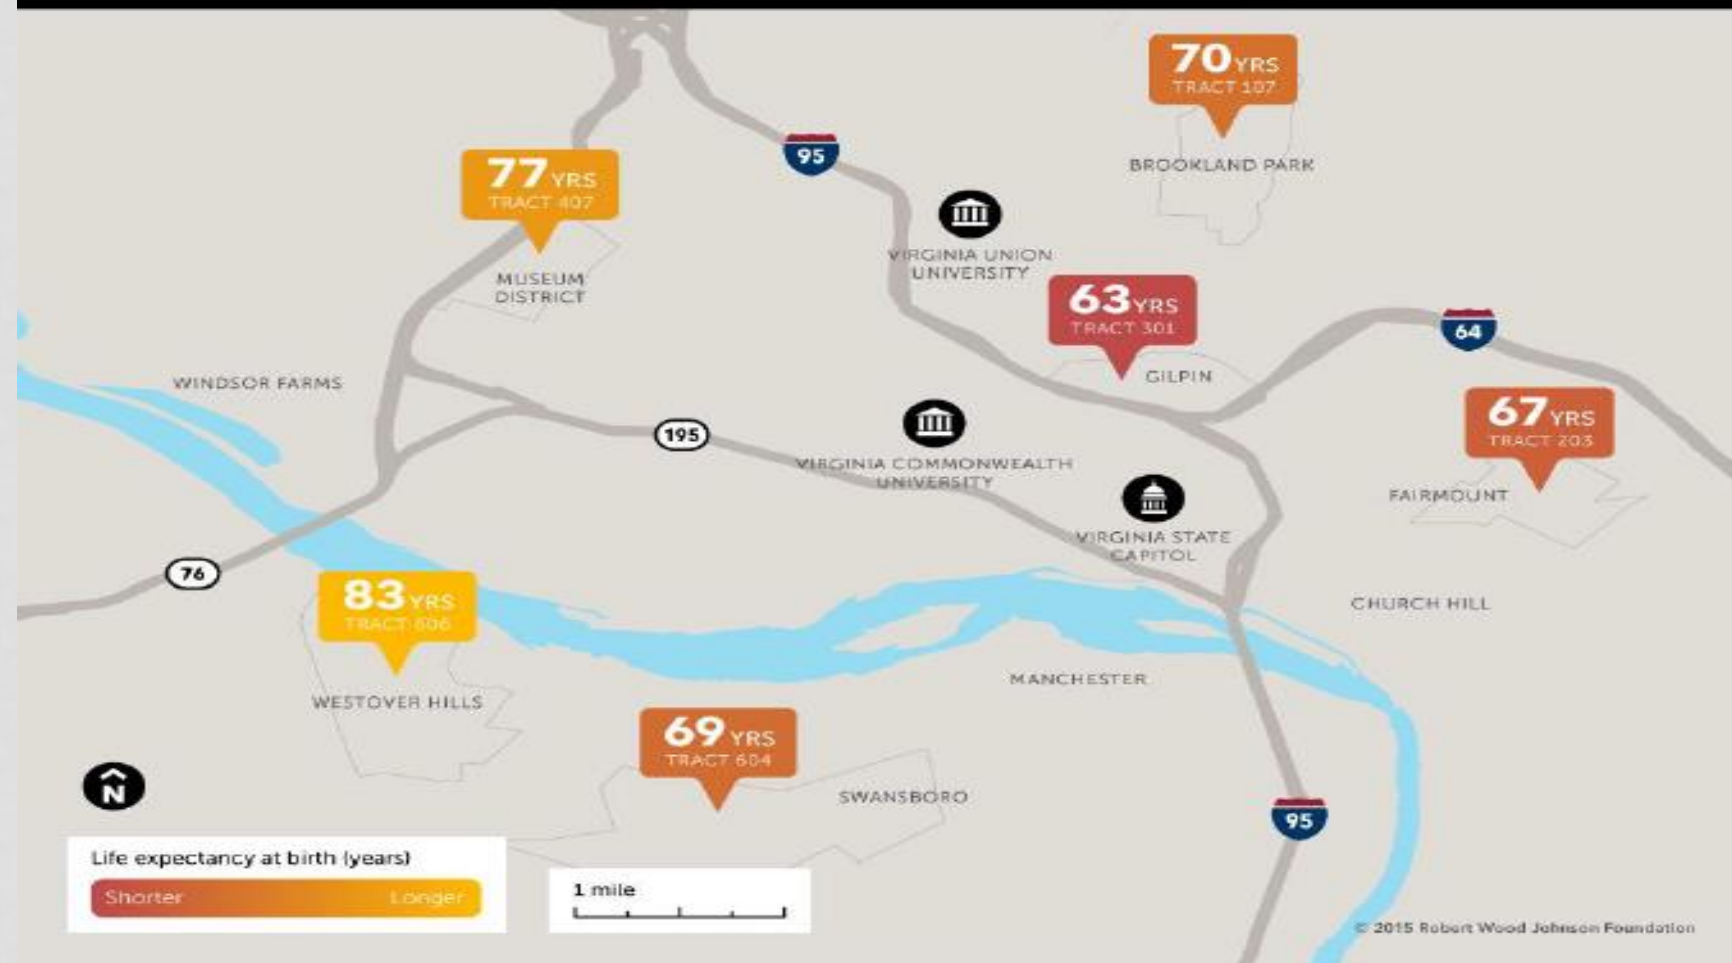 70 YRS
TRACT 107
BROOKLAND PARK
95
77 YRS
TRACT 407
MUSEUM
DISTRICT
VIRGINIA UNION
UNIVERSITY
63 YRS
TRACT 301
GILPIN
64
WINDSOR FARMS
67 YRS
TRACT 203
FAIRMOUNT
195
VIRGINIA COMMONWEALTH
UNIVERSITY
VIRGINIA STATE
CAPITOL
76
83 YRS
TRACT 606
WESTOVER HILLS
CHURCH HILL
MANCHESTER
69 YRS
TRACT 604
SWANSBORO
N
95
Life expectancy at birth (years)
Shorter Longer
1 mile
© 2015 Robert Wood Johnson Foundation